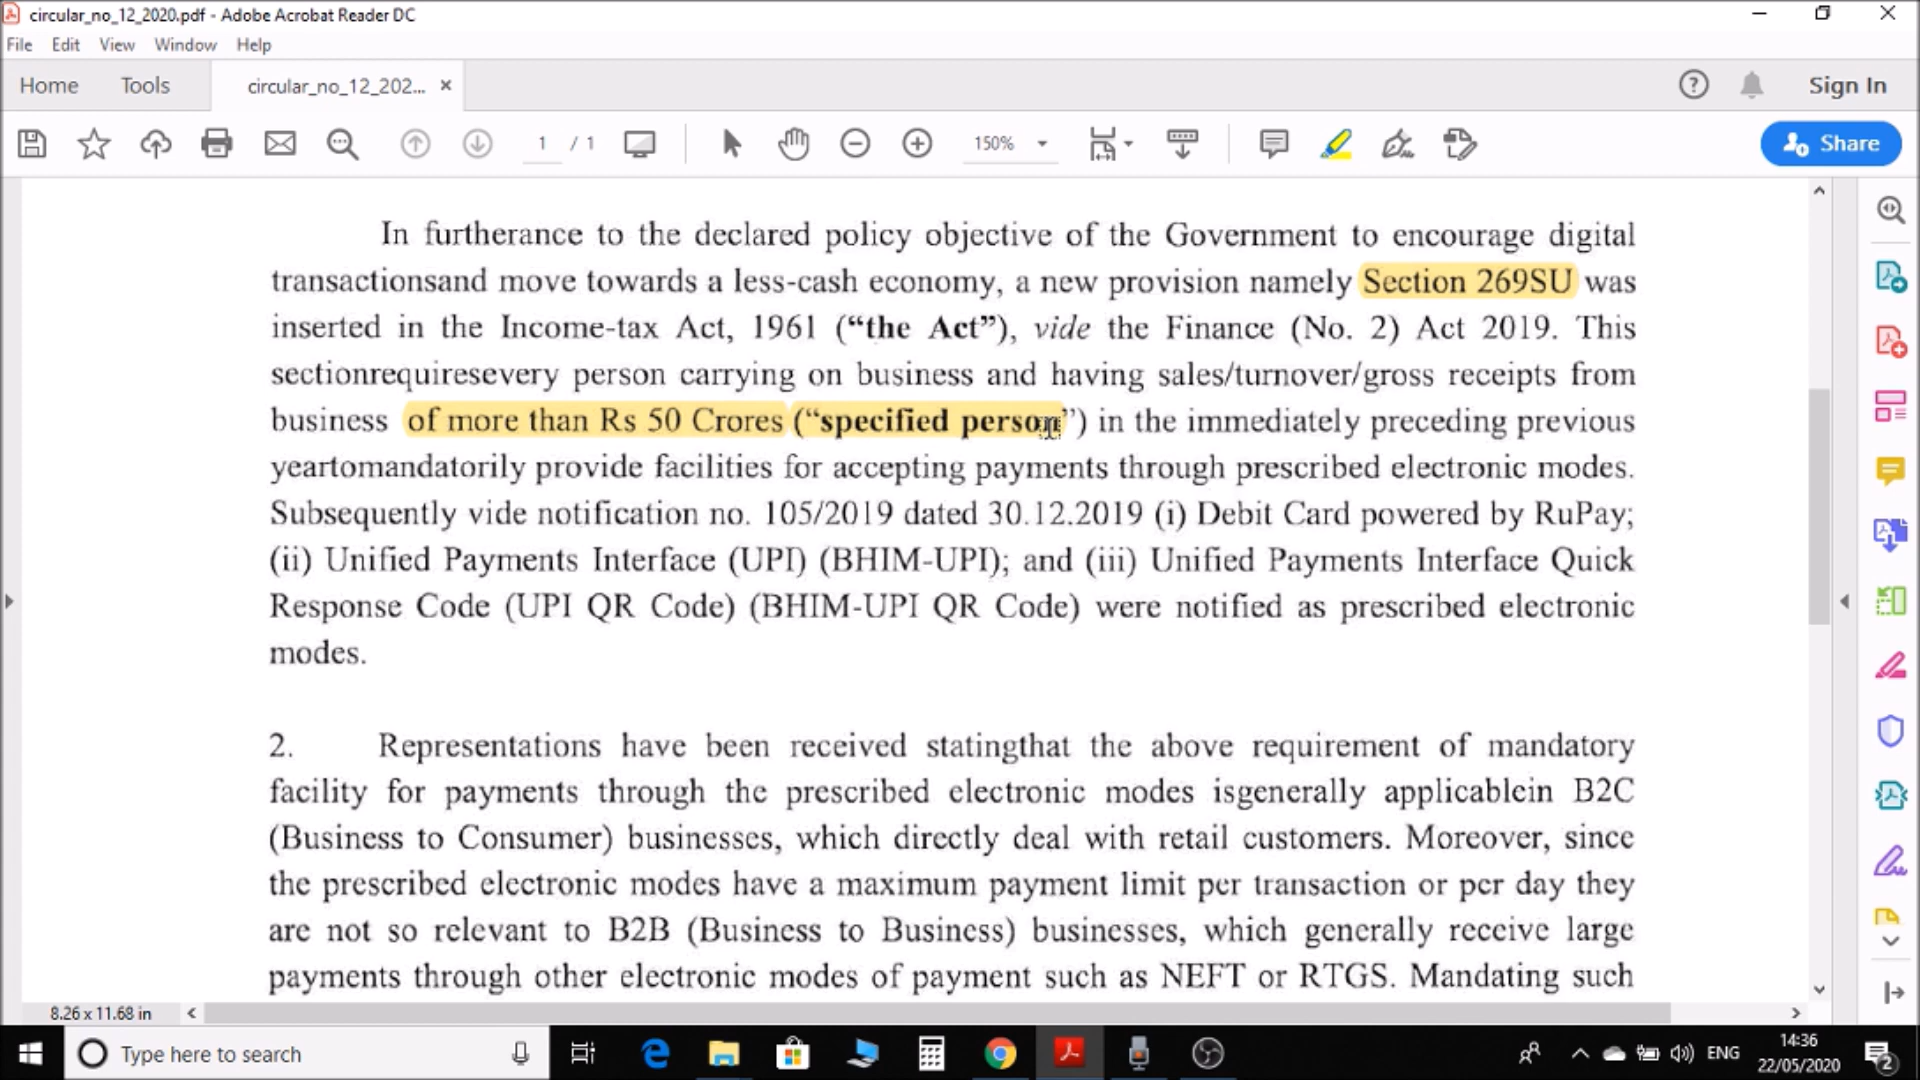 circular_no_12_2020.pdf - Adobe Acrobat Reader DC
File Edit View Window Help
Home Tools circular_no_12_202... × Sign In
1 / 1 150% Share
In furtherance to the declared policy objective of the Government to encourage digital
transactionsand move towards a less-cash economy, a new provision namely Section 269SU was
inserted in the Income-tax Act, 1961 (“the Act”), vide the Finance (No. 2) Act 2019. This
sectionrequiresevery person carrying on business and having sales/turnover/gross receipts from
business of more than Rs 50 Crores (“specified person”) in the immediately preceding previous
yeartomandatorily provide facilities for accepting payments through prescribed electronic modes.
Subsequently vide notification no. 105/2019 dated 30.12.2019 (i) Debit Card powered by RuPay;
(ii) Unified Payments Interface (UPI) (BHIM-UPI); and (iii) Unified Payments Interface Quick
Response Code (UPI QR Code) (BHIM-UPI QR Code) were notified as prescribed electronic
modes.
2. Representations have been received statingthat the above requirement of mandatory
facility for payments through the prescribed electronic modes isgenerally applicablein B2C
(Business to Consumer) businesses, which directly deal with retail customers. Moreover, since
the prescribed electronic modes have a maximum payment limit per transaction or per day they
are not so relevant to B2B (Business to Business) businesses, which generally receive large
payments through other electronic modes of payment such as NEFT or RTGS. Mandating such
8.26 x 11.68 in
Type here to search
ENG
14:36
22/05/2020
2